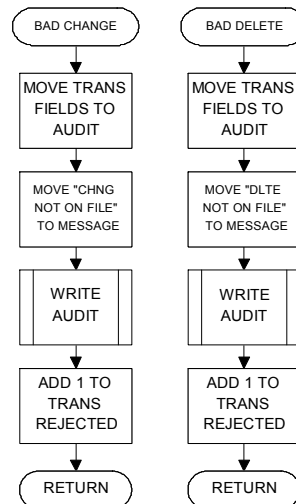 BAD CHANGE
MOVE TRANS
FIELDS TO
AUDIT
MOVE "CHNG
NOT ON FILE"
TO MESSAGE
WRITE
AUDIT
ADD 1 TO
TRANS
REJECTED
RETURN
BAD DELETE
MOVE TRANS
FIELDS TO
AUDIT
MOVE "DLTE
NOT ON FILE"
TO MESSAGE
WRITE
AUDIT
ADD 1 TO
TRANS
REJECTED
RETURN